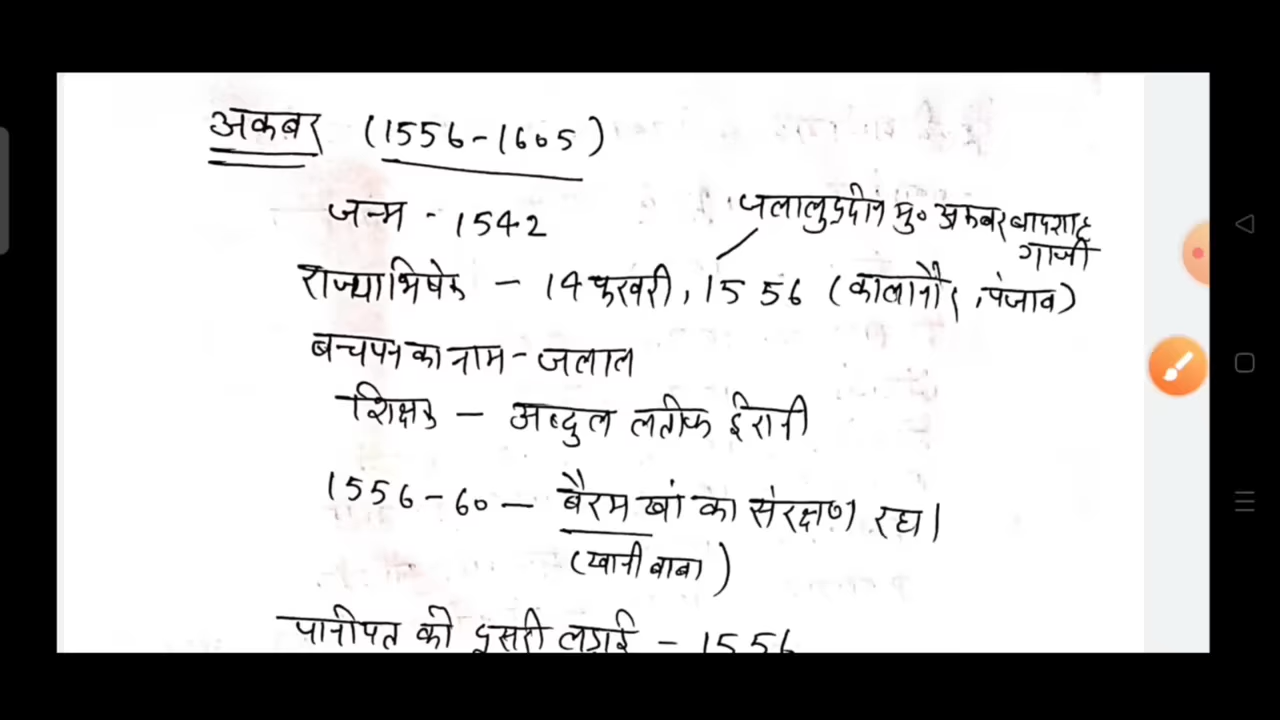 अकबर (1556-1605)
जन्म - 1542
जलालुद्दीन मु० अकबर बादशाह
गाजी
राज्याभिषेक - 14 फरवरी, 1556 (कालानौर, पंजाब)
बचपन का नाम - जलाल
शिक्षक - अब्दुल लतीफ ईरानी
1556-60 - बैरम खां का संरक्षण रहा।
(खानी बाबा)
पानीपत की दूसरी लड़ाई - 1556